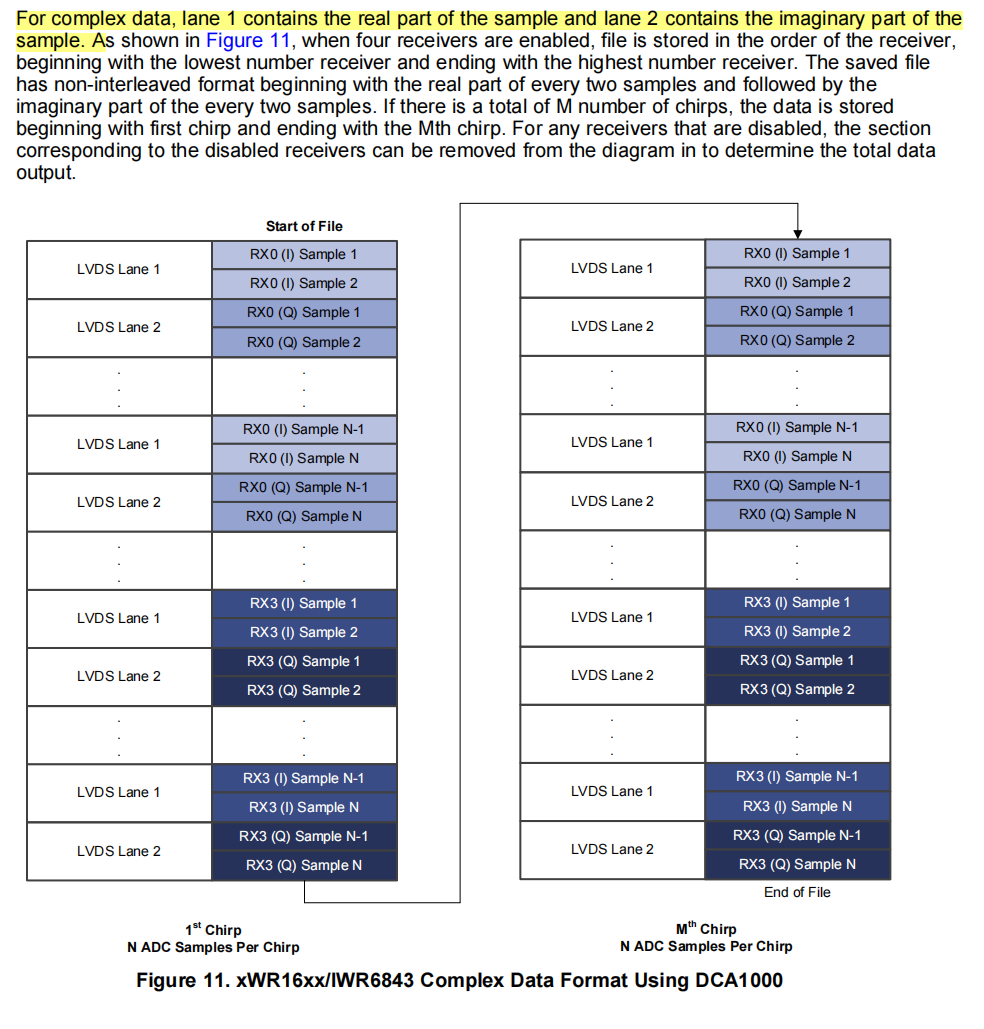 For complex data, lane 1 contains the real part of the sample and lane 2 contains the imaginary part of the
sample. As shown in Figure 11, when four receivers are enabled, file is stored in the order of the receiver,
beginning with the lowest number receiver and ending with the highest number receiver. The saved file
has non-interleaved format beginning with the real part of every two samples and followed by the
imaginary part of the every two samples. If there is a total of M number of chirps, the data is stored
beginning with first chirp and ending with the Mth chirp. For any receivers that are disabled, the section
corresponding to the disabled receivers can be removed from the diagram in to determine the total data
output.
Start of File
LVDS Lane 1
RX0 (I) Sample 1
RX0 (I) Sample 2
LVDS Lane 2
RX0 (Q) Sample 1
RX0 (Q) Sample 2
LVDS Lane 1
RX0 (I) Sample N-1
RX0 (I) Sample N
LVDS Lane 2
RX0 (Q) Sample N-1
RX0 (Q) Sample N
LVDS Lane 1
RX3 (I) Sample 1
RX3 (I) Sample 2
LVDS Lane 2
RX3 (Q) Sample 1
RX3 (Q) Sample 2
LVDS Lane 1
RX3 (I) Sample N-1
RX3 (I) Sample N
LVDS Lane 2
RX3 (Q) Sample N-1
RX3 (Q) Sample N
1st Chirp
N ADC Samples Per Chirp
LVDS Lane 1
RX0 (I) Sample 1
RX0 (I) Sample 2
LVDS Lane 2
RX0 (Q) Sample 1
RX0 (Q) Sample 2
LVDS Lane 1
RX0 (I) Sample N-1
RX0 (I) Sample N
LVDS Lane 2
RX0 (Q) Sample N-1
RX0 (Q) Sample N
LVDS Lane 1
RX3 (I) Sample 1
RX3 (I) Sample 2
LVDS Lane 2
RX3 (Q) Sample 1
RX3 (Q) Sample 2
LVDS Lane 1
RX3 (I) Sample N-1
RX3 (I) Sample N
LVDS Lane 2
RX3 (Q) Sample N-1
RX3 (Q) Sample N
End of File
Mth Chirp
N ADC Samples Per Chirp
Figure 11. xWR16xx/IWR6843 Complex Data Format Using DCA1000